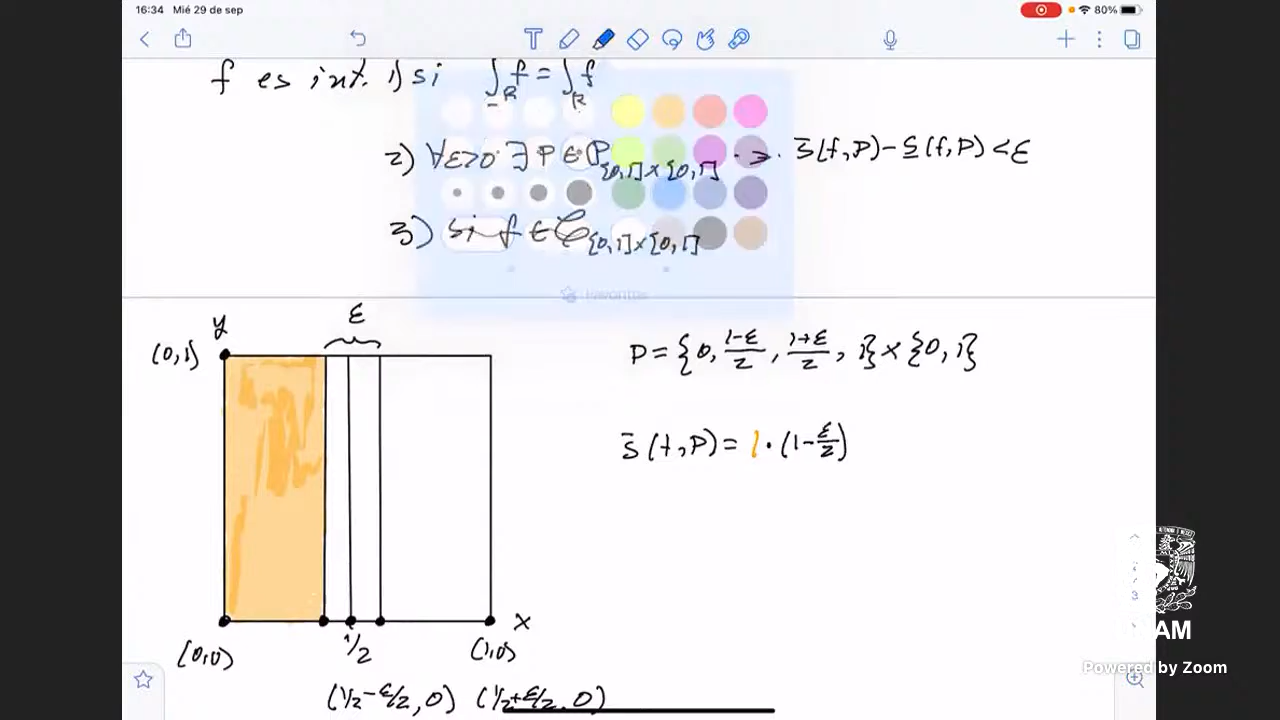 16:34 Mié 29 de sep 80%
f es int. 1) si ∫_R f = ∫_R f
2) ∀ε>0 ∃ P ∈ P_{[0,1]×[0,1]} ·>· S̄(f,P) - S̲(f,P) < ε
3) si f ∈ C_{[0,1]×[0,1]}
Favoritos
y ε
(0,1)
P = {0, (1-ε)/2, (1+ε)/2, 1} × {0,1}
S̄(f,P) = 1·(1-ε/2)
x
(0,0) 1/2 (1,0)
(1/2-ε/2, 0) (1/2+ε/2, 0)
Powered by Zoom